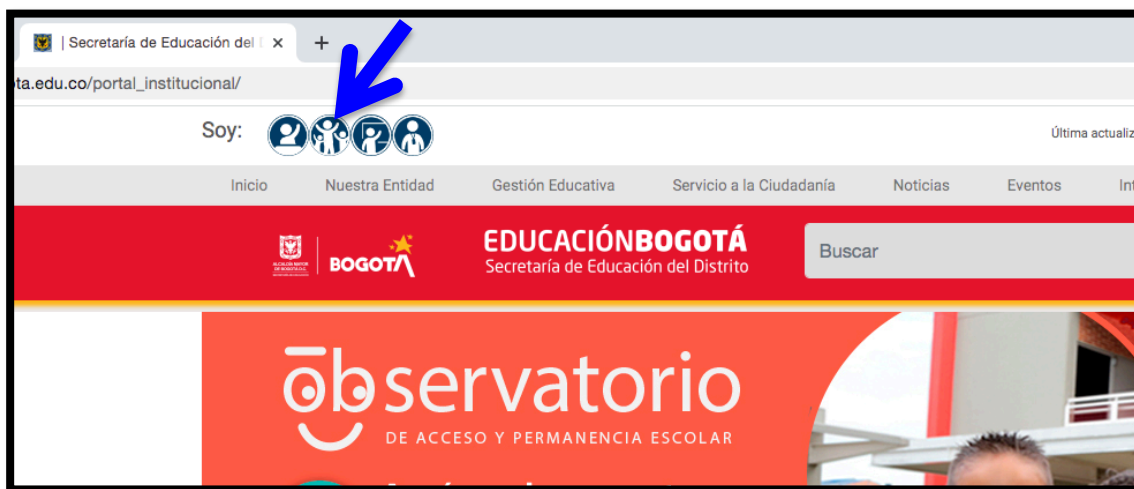 | Secretaría de Educación del
ta.edu.co/portal_institucional/
Soy:
Última actualiz
Inicio Nuestra Entidad Gestión Educativa Servicio a la Ciudadanía Noticias Eventos Int
BOGOTÁ
EDUCACIÓNBOGOTÁ
Secretaría de Educación del Distrito
Buscar
observatorio
DE ACCESO Y PERMANENCIA ESCOLAR